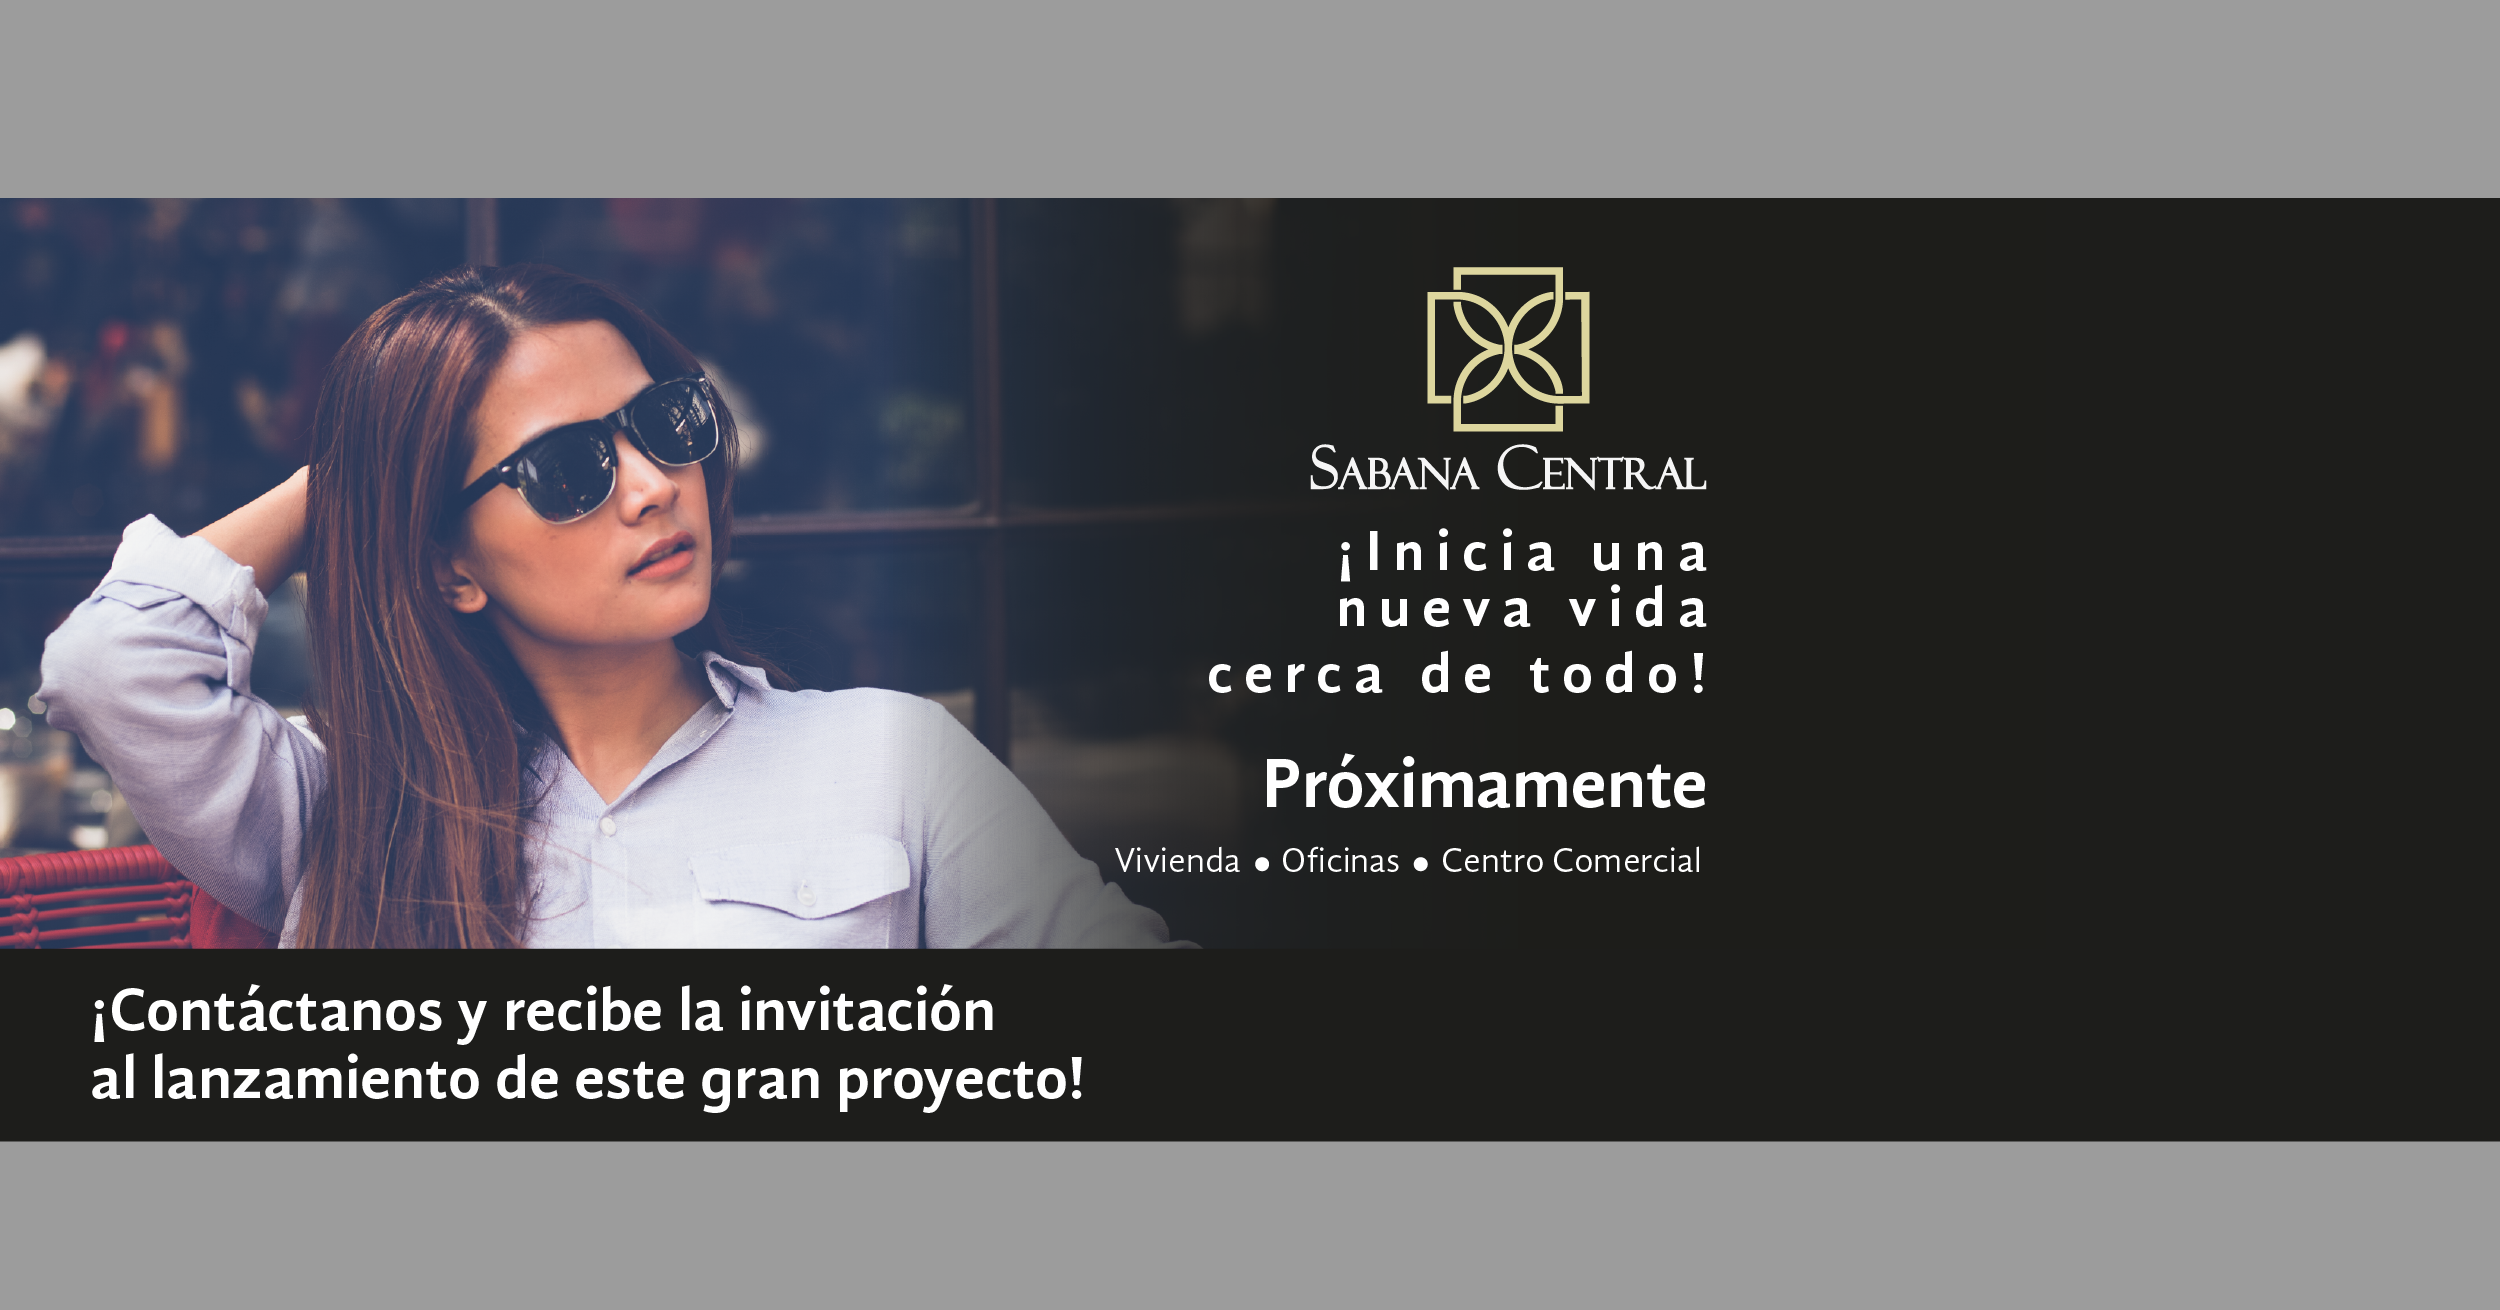 SABANA CENTRAL
¡Inicia una
nueva vida
cerca de todo!
Próximamente
Vivienda ● Oficinas ● Centro Comercial
¡Contáctanos y recibe la invitación
al lanzamiento de este gran proyecto!